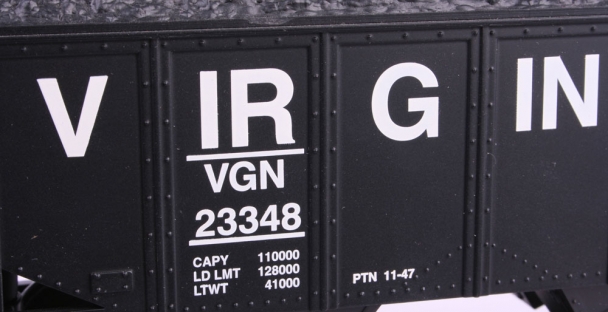 V IR G IN
VGN
23348
CAPY 110000
LD LMT 128000
LTWT 41000
PTN 11-47